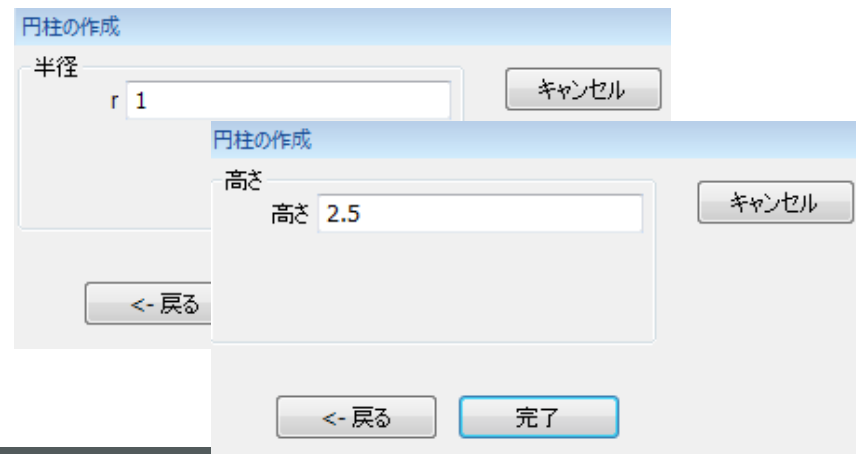 円柱の作成
半径
r 1
キャンセル
<- 戻る
円柱の作成
高さ
高さ 2.5
キャンセル
<- 戻る
完了